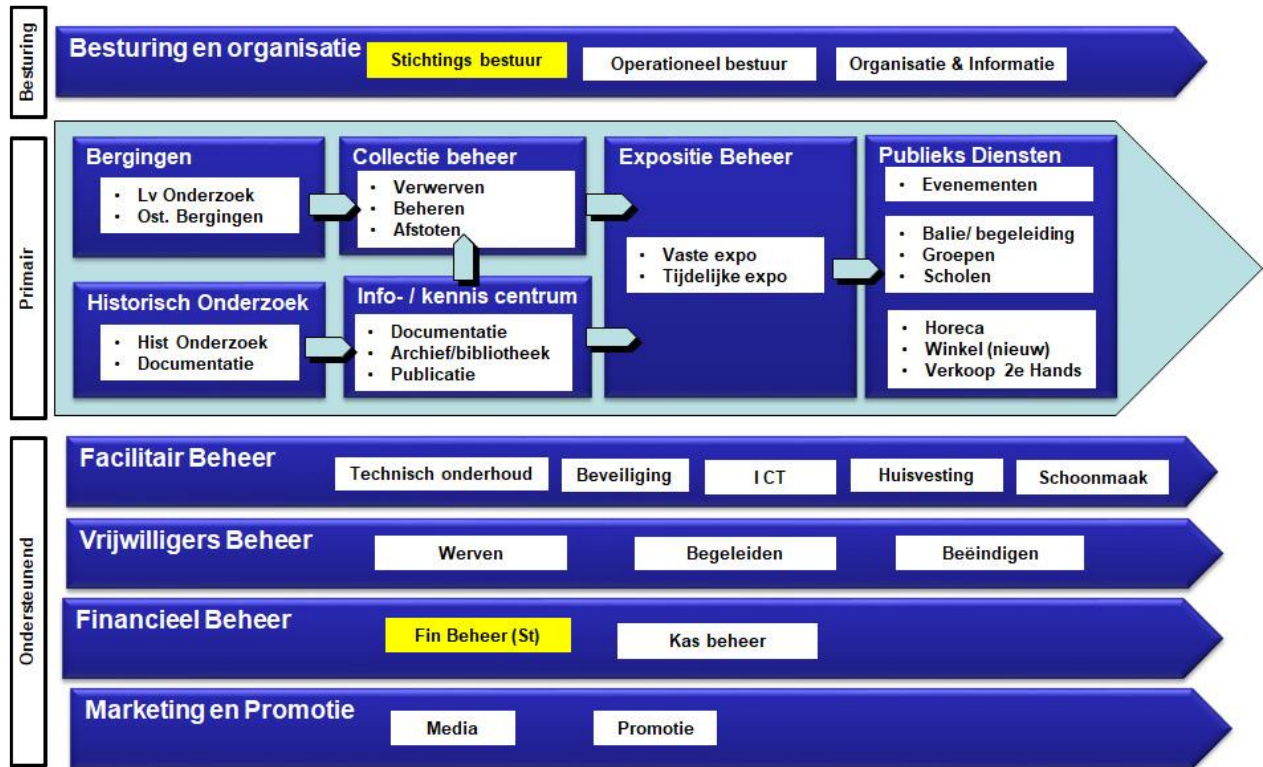 Besturing
Besturing en organisatie
Stichtings bestuur
Operationeel bestuur
Organisatie & Informatie
Primair
Bergingen
• Lv Onderzoek
• Ost. Bergingen
Collectie beheer
• Verwerven
• Beheren
• Afstoten
Expositie Beheer
• Vaste expo
• Tijdelijke expo
Publieks Diensten
• Evenementen
• Balie/ begeleiding
• Groepen
• Scholen
• Horeca
• Winkel (nieuw)
• Verkoop 2e Hands
Historisch Onderzoek
• Hist Onderzoek
• Documentatie
Info- / kennis centrum
• Documentatie
• Archief/bibliotheek
• Publicatie
Ondersteunend
Facilitair Beheer
Technisch onderhoud
Beveiliging
ICT
Huisvesting
Schoonmaak
Vrijwilligers Beheer
Werven
Begeleiden
Beëindigen
Financieel Beheer
Fin Beheer (St)
Kas beheer
Marketing en Promotie
Media
Promotie